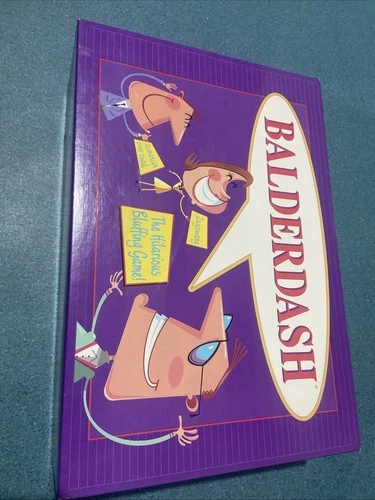 BALDERDASH®
The Hilarious
Bluffing Game!